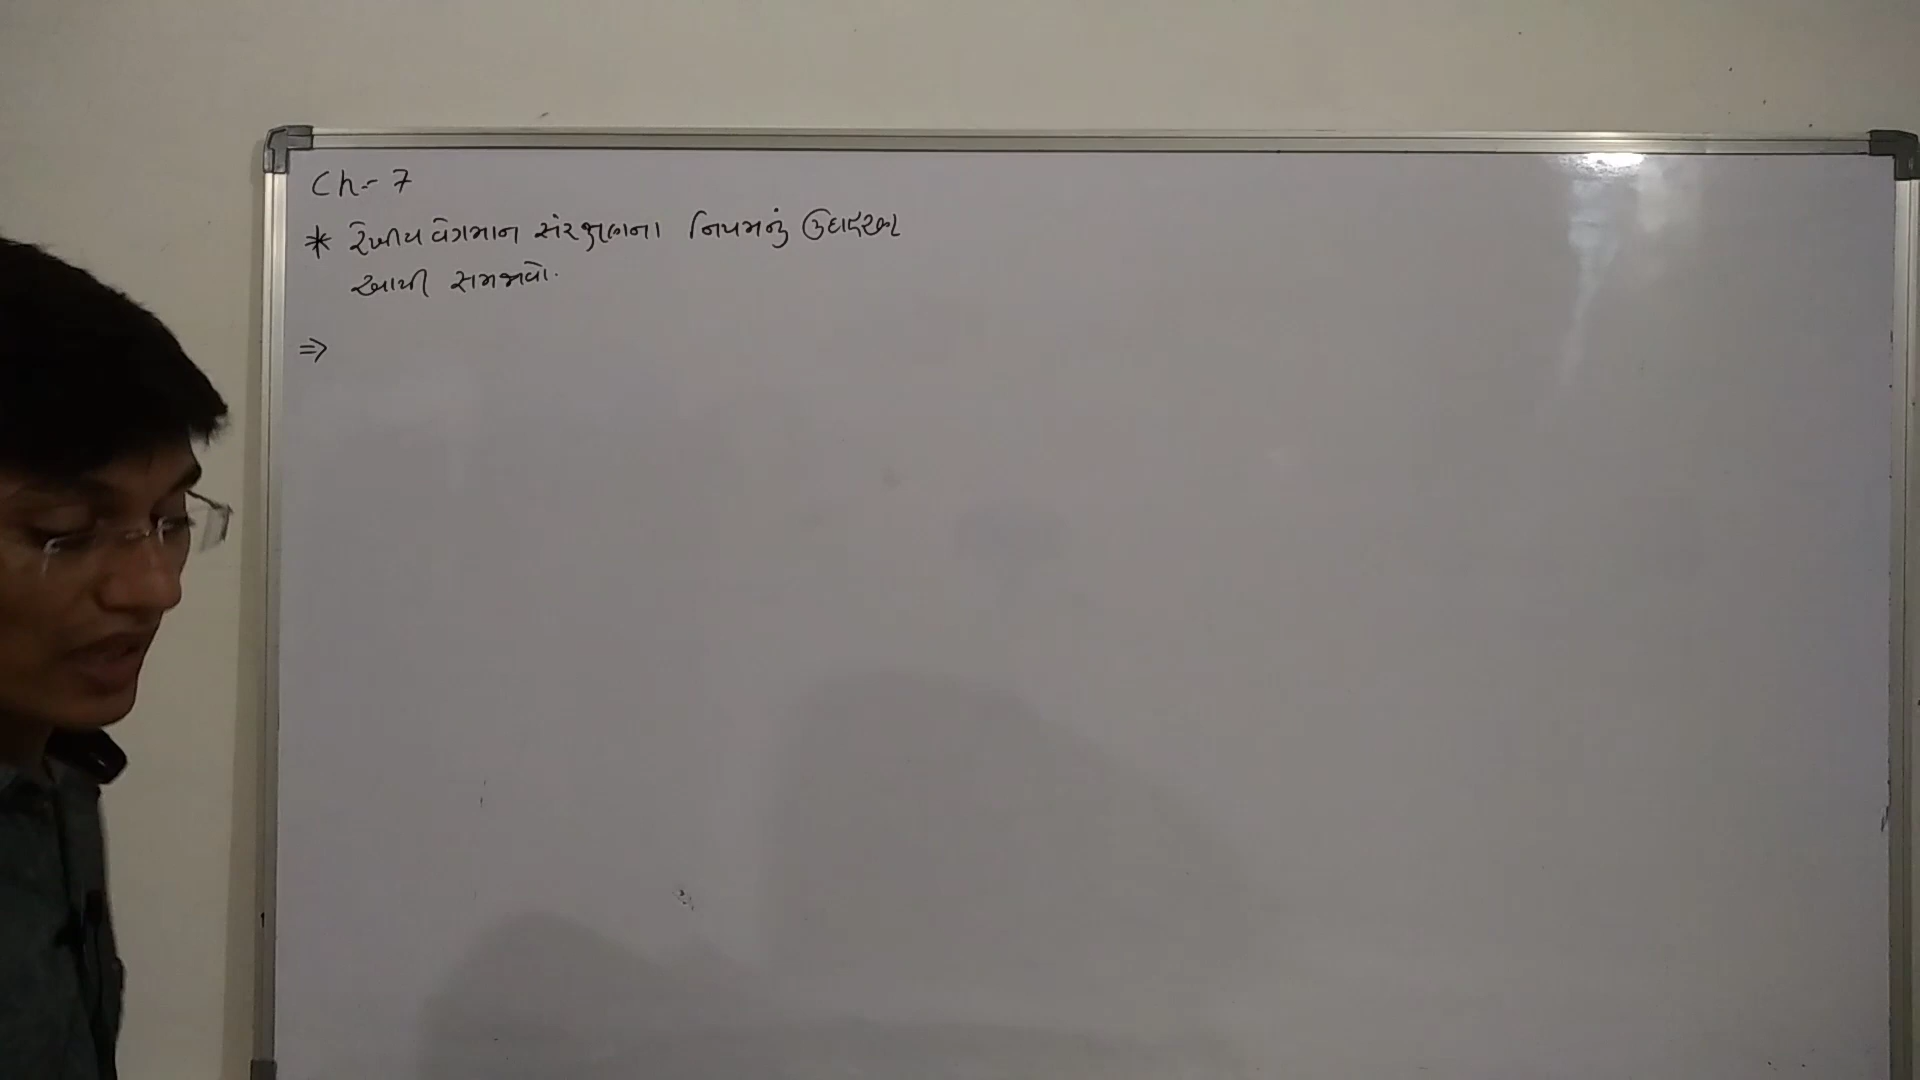 Ch-7
* રેખીય વેગમાન સંરક્ષણના નિયમનું ઉદાહરણ
આપી સમજાવો.
⇒